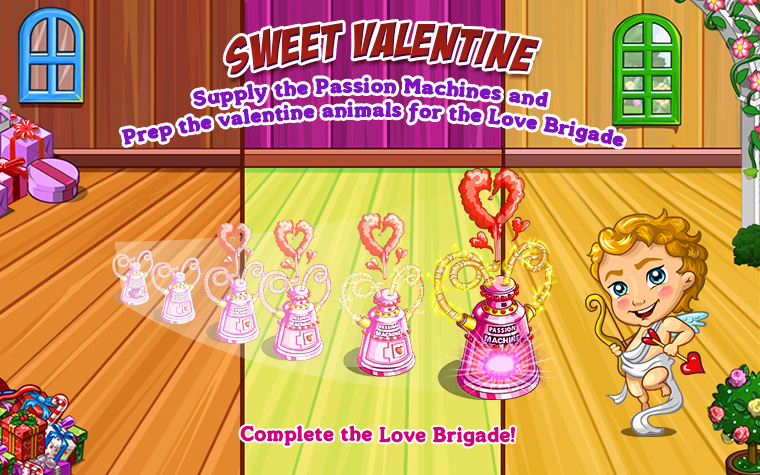 SWEET VALENTINE
Supply the Passion Machines and
Prep the valentine animals for the Love Brigade
PASSION
MACHINE
Complete the Love Brigade!